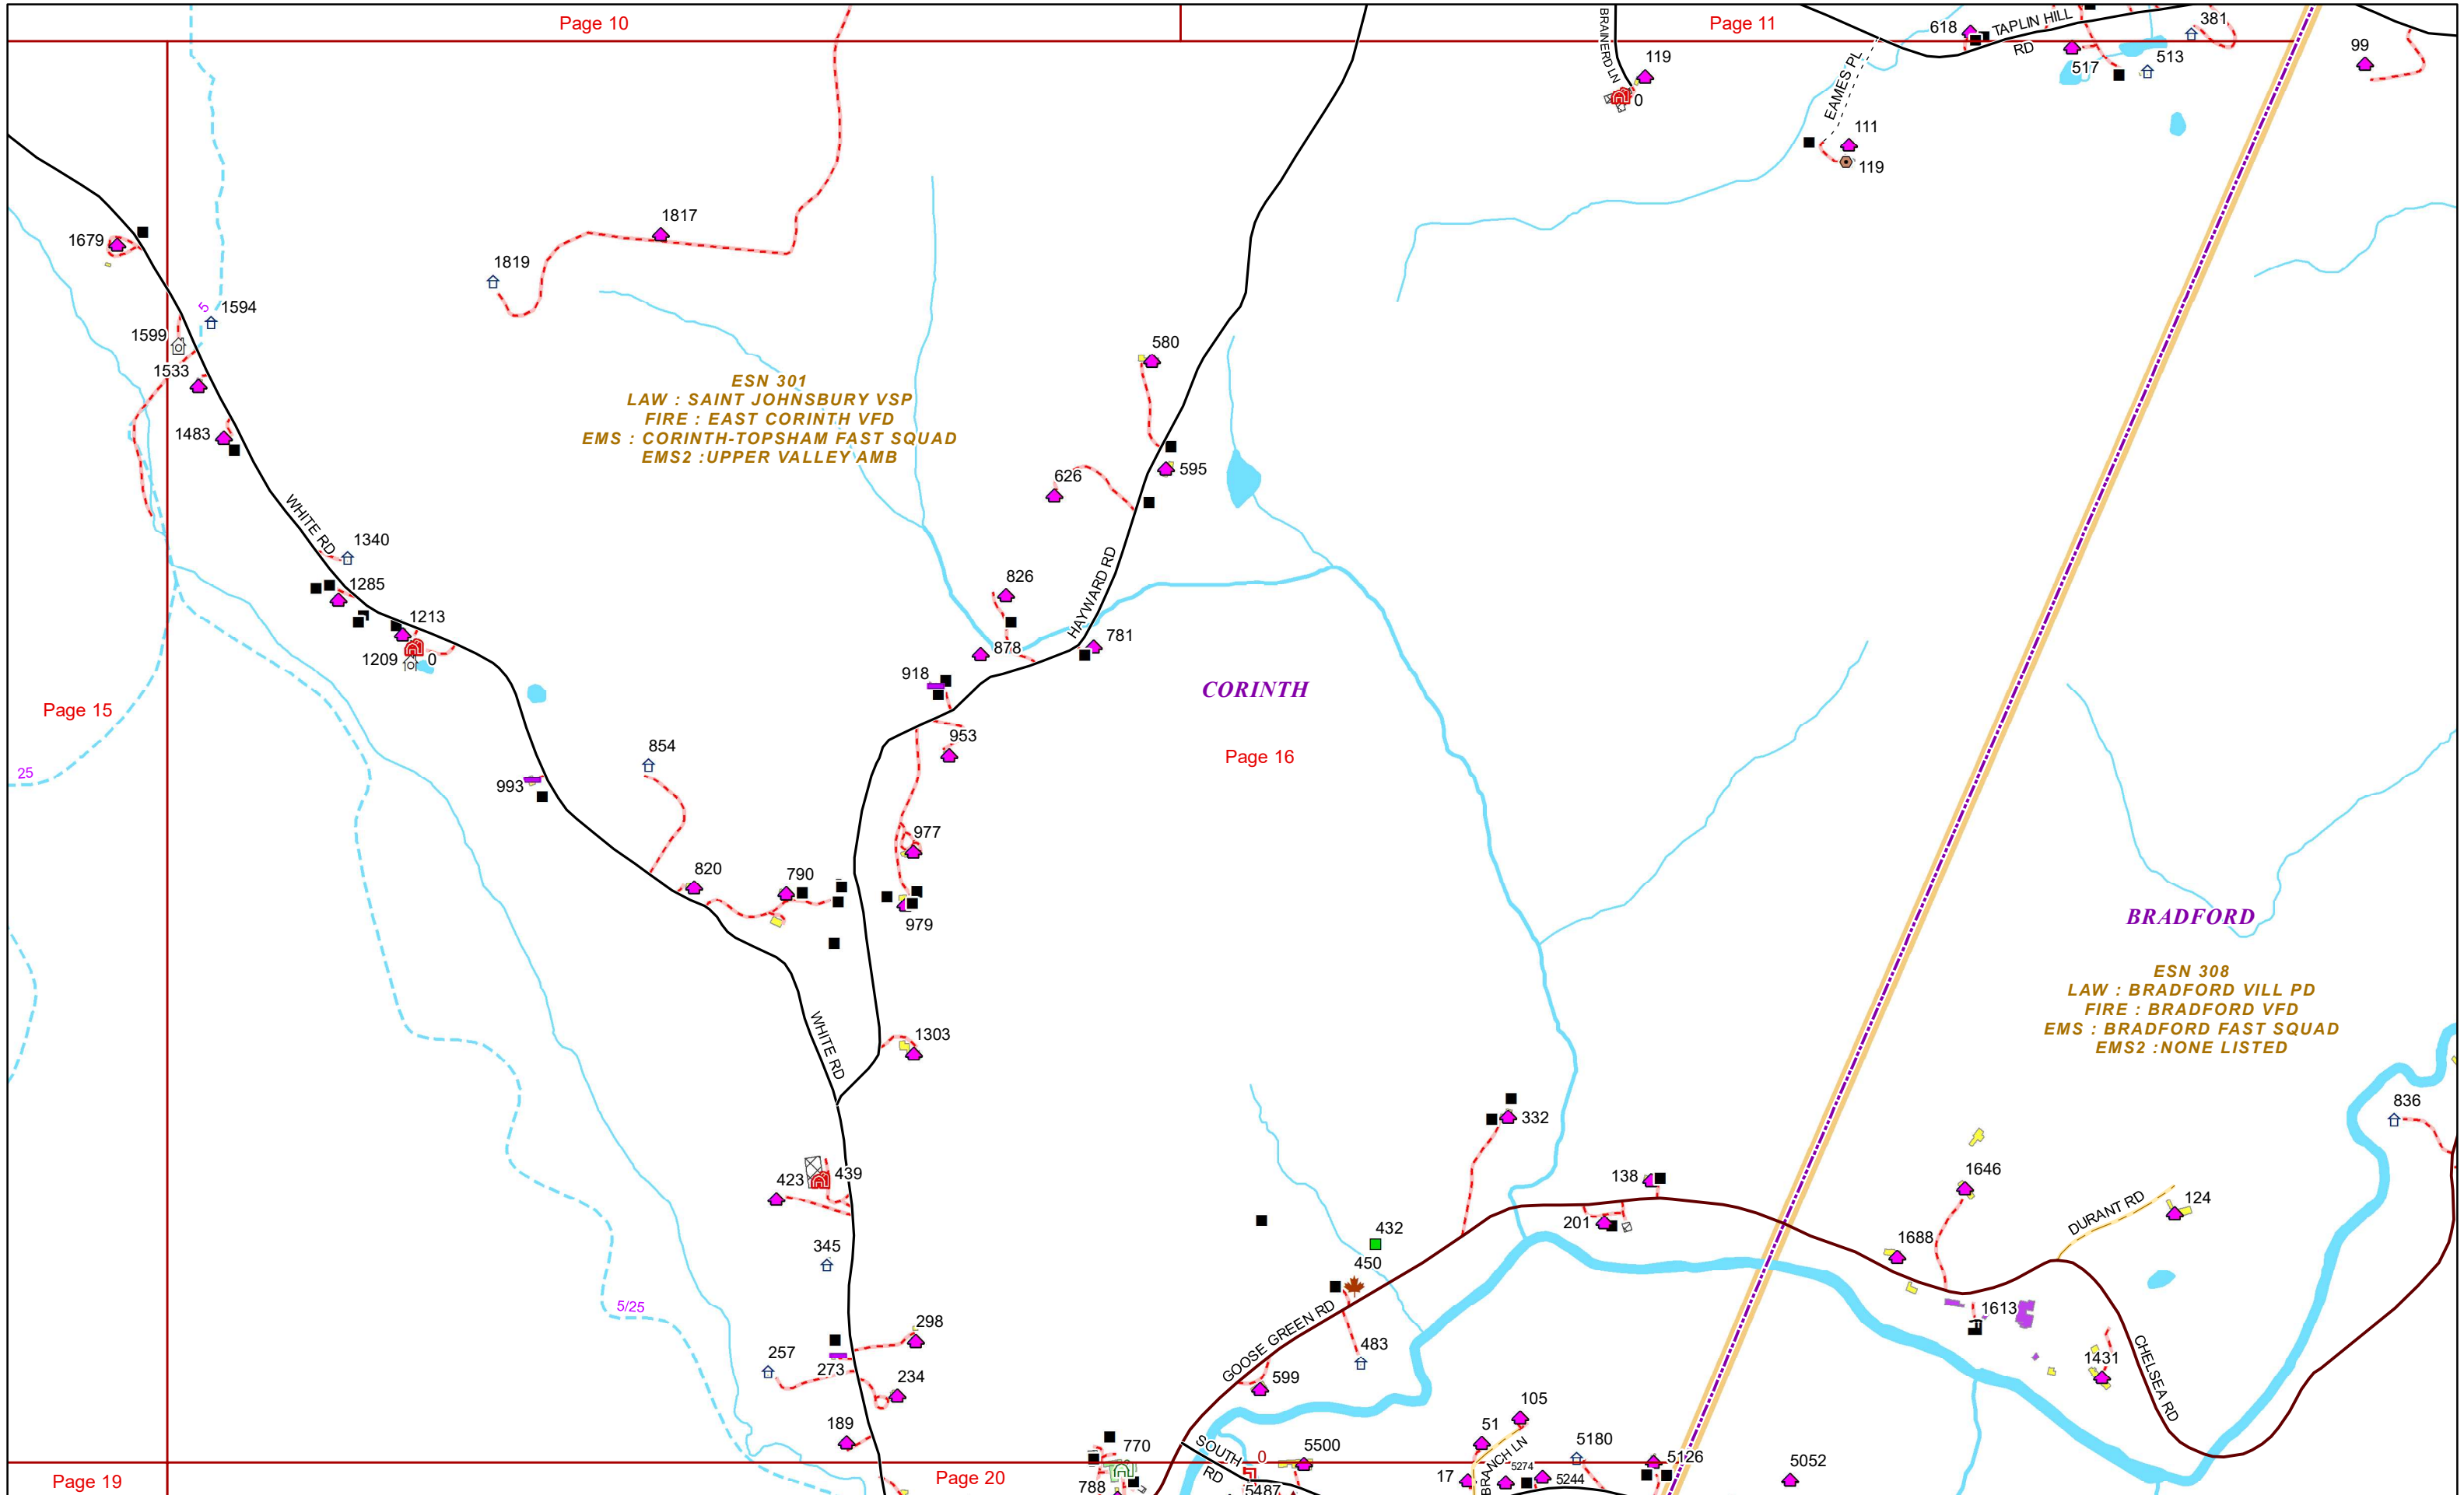 Page 10
Page 11
BRAINERD LN
119
0
EAMES PL
618
TAPLIN HILL
RD
381
517
513
99
111
119
1679
1817
1819
5
1594
1599
1533
1483
580
ESN 301
LAW : SAINT JOHNSBURY VSP
FIRE : EAST CORINTH VFD
EMS : CORINTH-TOPSHAM FAST SQUAD
EMS2 :UPPER VALLEY AMB
595
626
WHITE RD
1340
1285
1213
1209
0
HAYWARD RD
826
878
781
918
CORINTH
Page 15
Page 16
953
854
25
993
977
820
790
979
BRADFORD
ESN 308
LAW : BRADFORD VILL PD
FIRE : BRADFORD VFD
EMS : BRADFORD FAST SQUAD
EMS2 :NONE LISTED
WHITE RD
1303
836
332
423
439
138
201
1646
DURANT RD
124
432
450
1688
345
5/25
1613
298
GOOSE GREEN RD
483
257
273
234
599
1431
CHELSEA RD
189
105
51
770
SOUTH
RD
0
5500
BRANCH LN
5180
5126
5052
Page 19
Page 20
788
5487
17
5274
5244